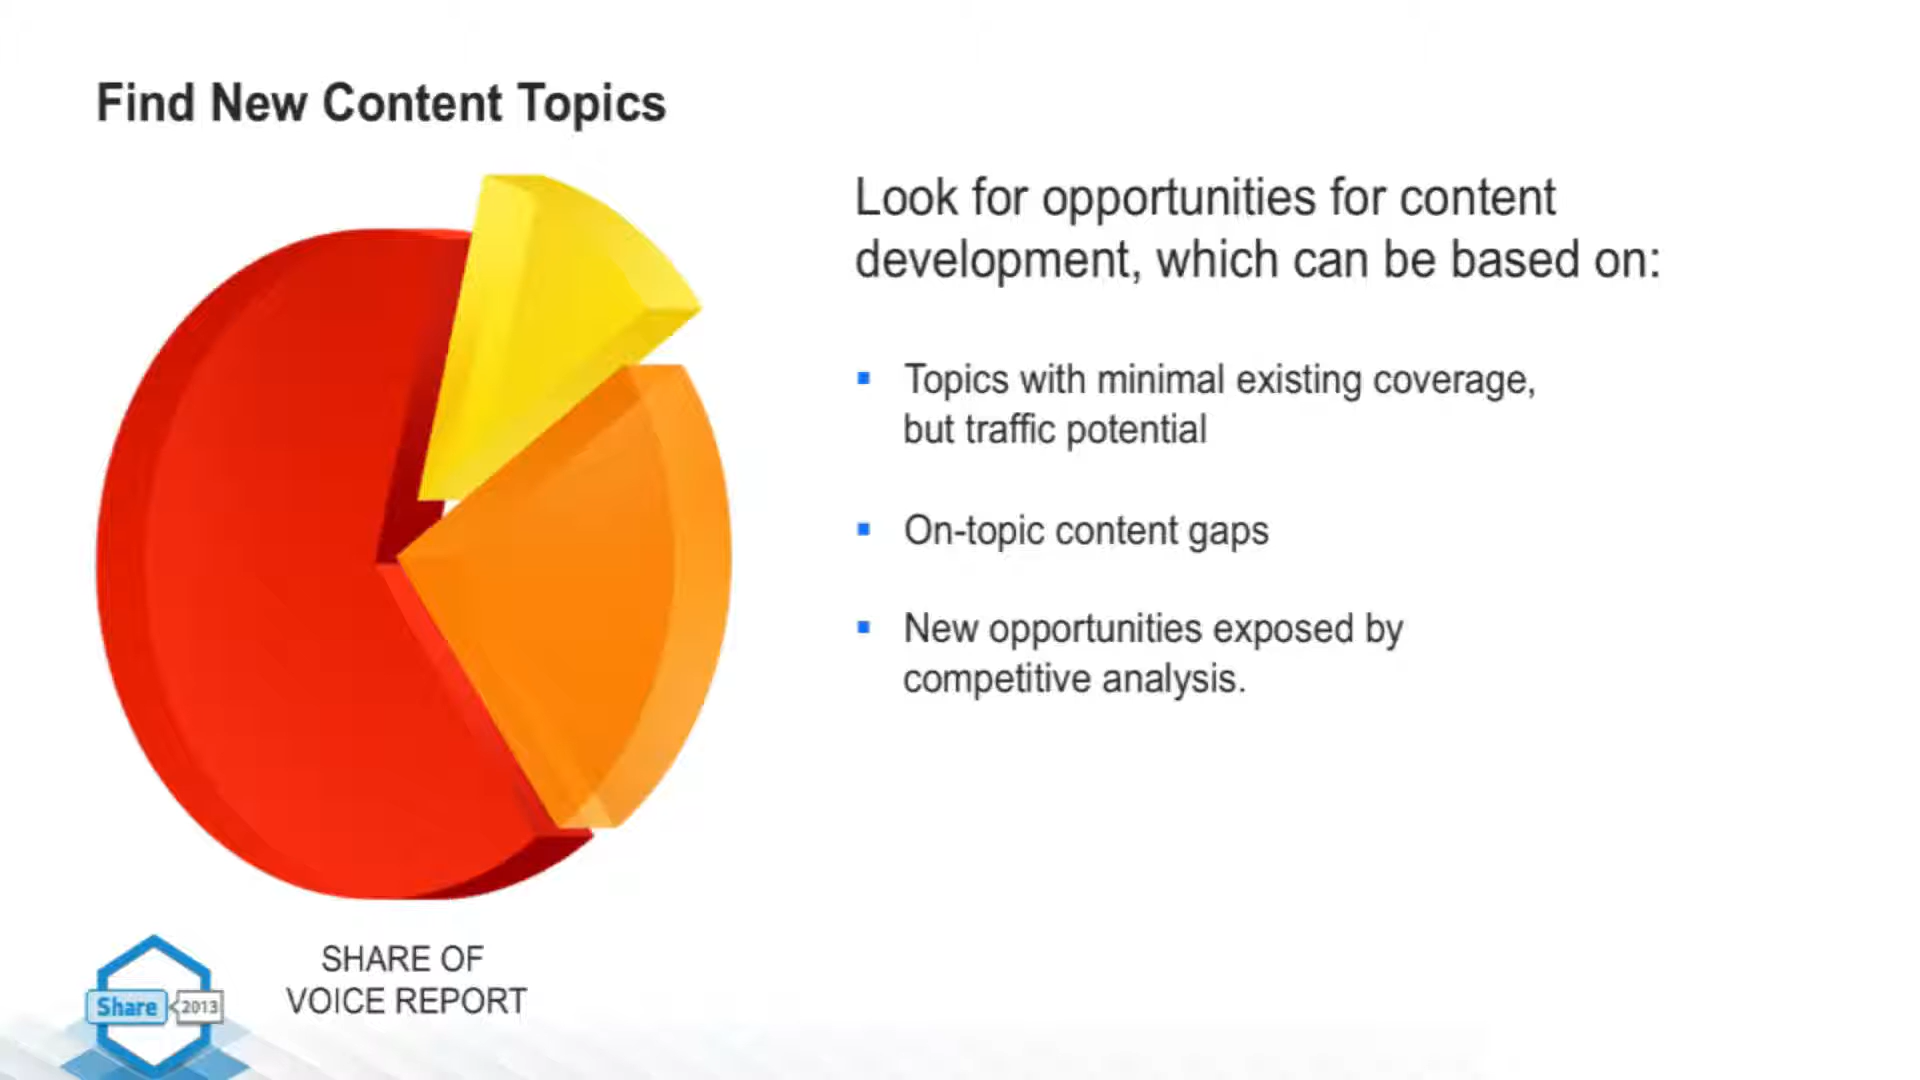 Find New Content Topics
Look for opportunities for content
development, which can be based on:
Topics with minimal existing coverage,
but traffic potential
On-topic content gaps
New opportunities exposed by
competitive analysis.
SHARE OF
VOICE REPORT
Share 2013